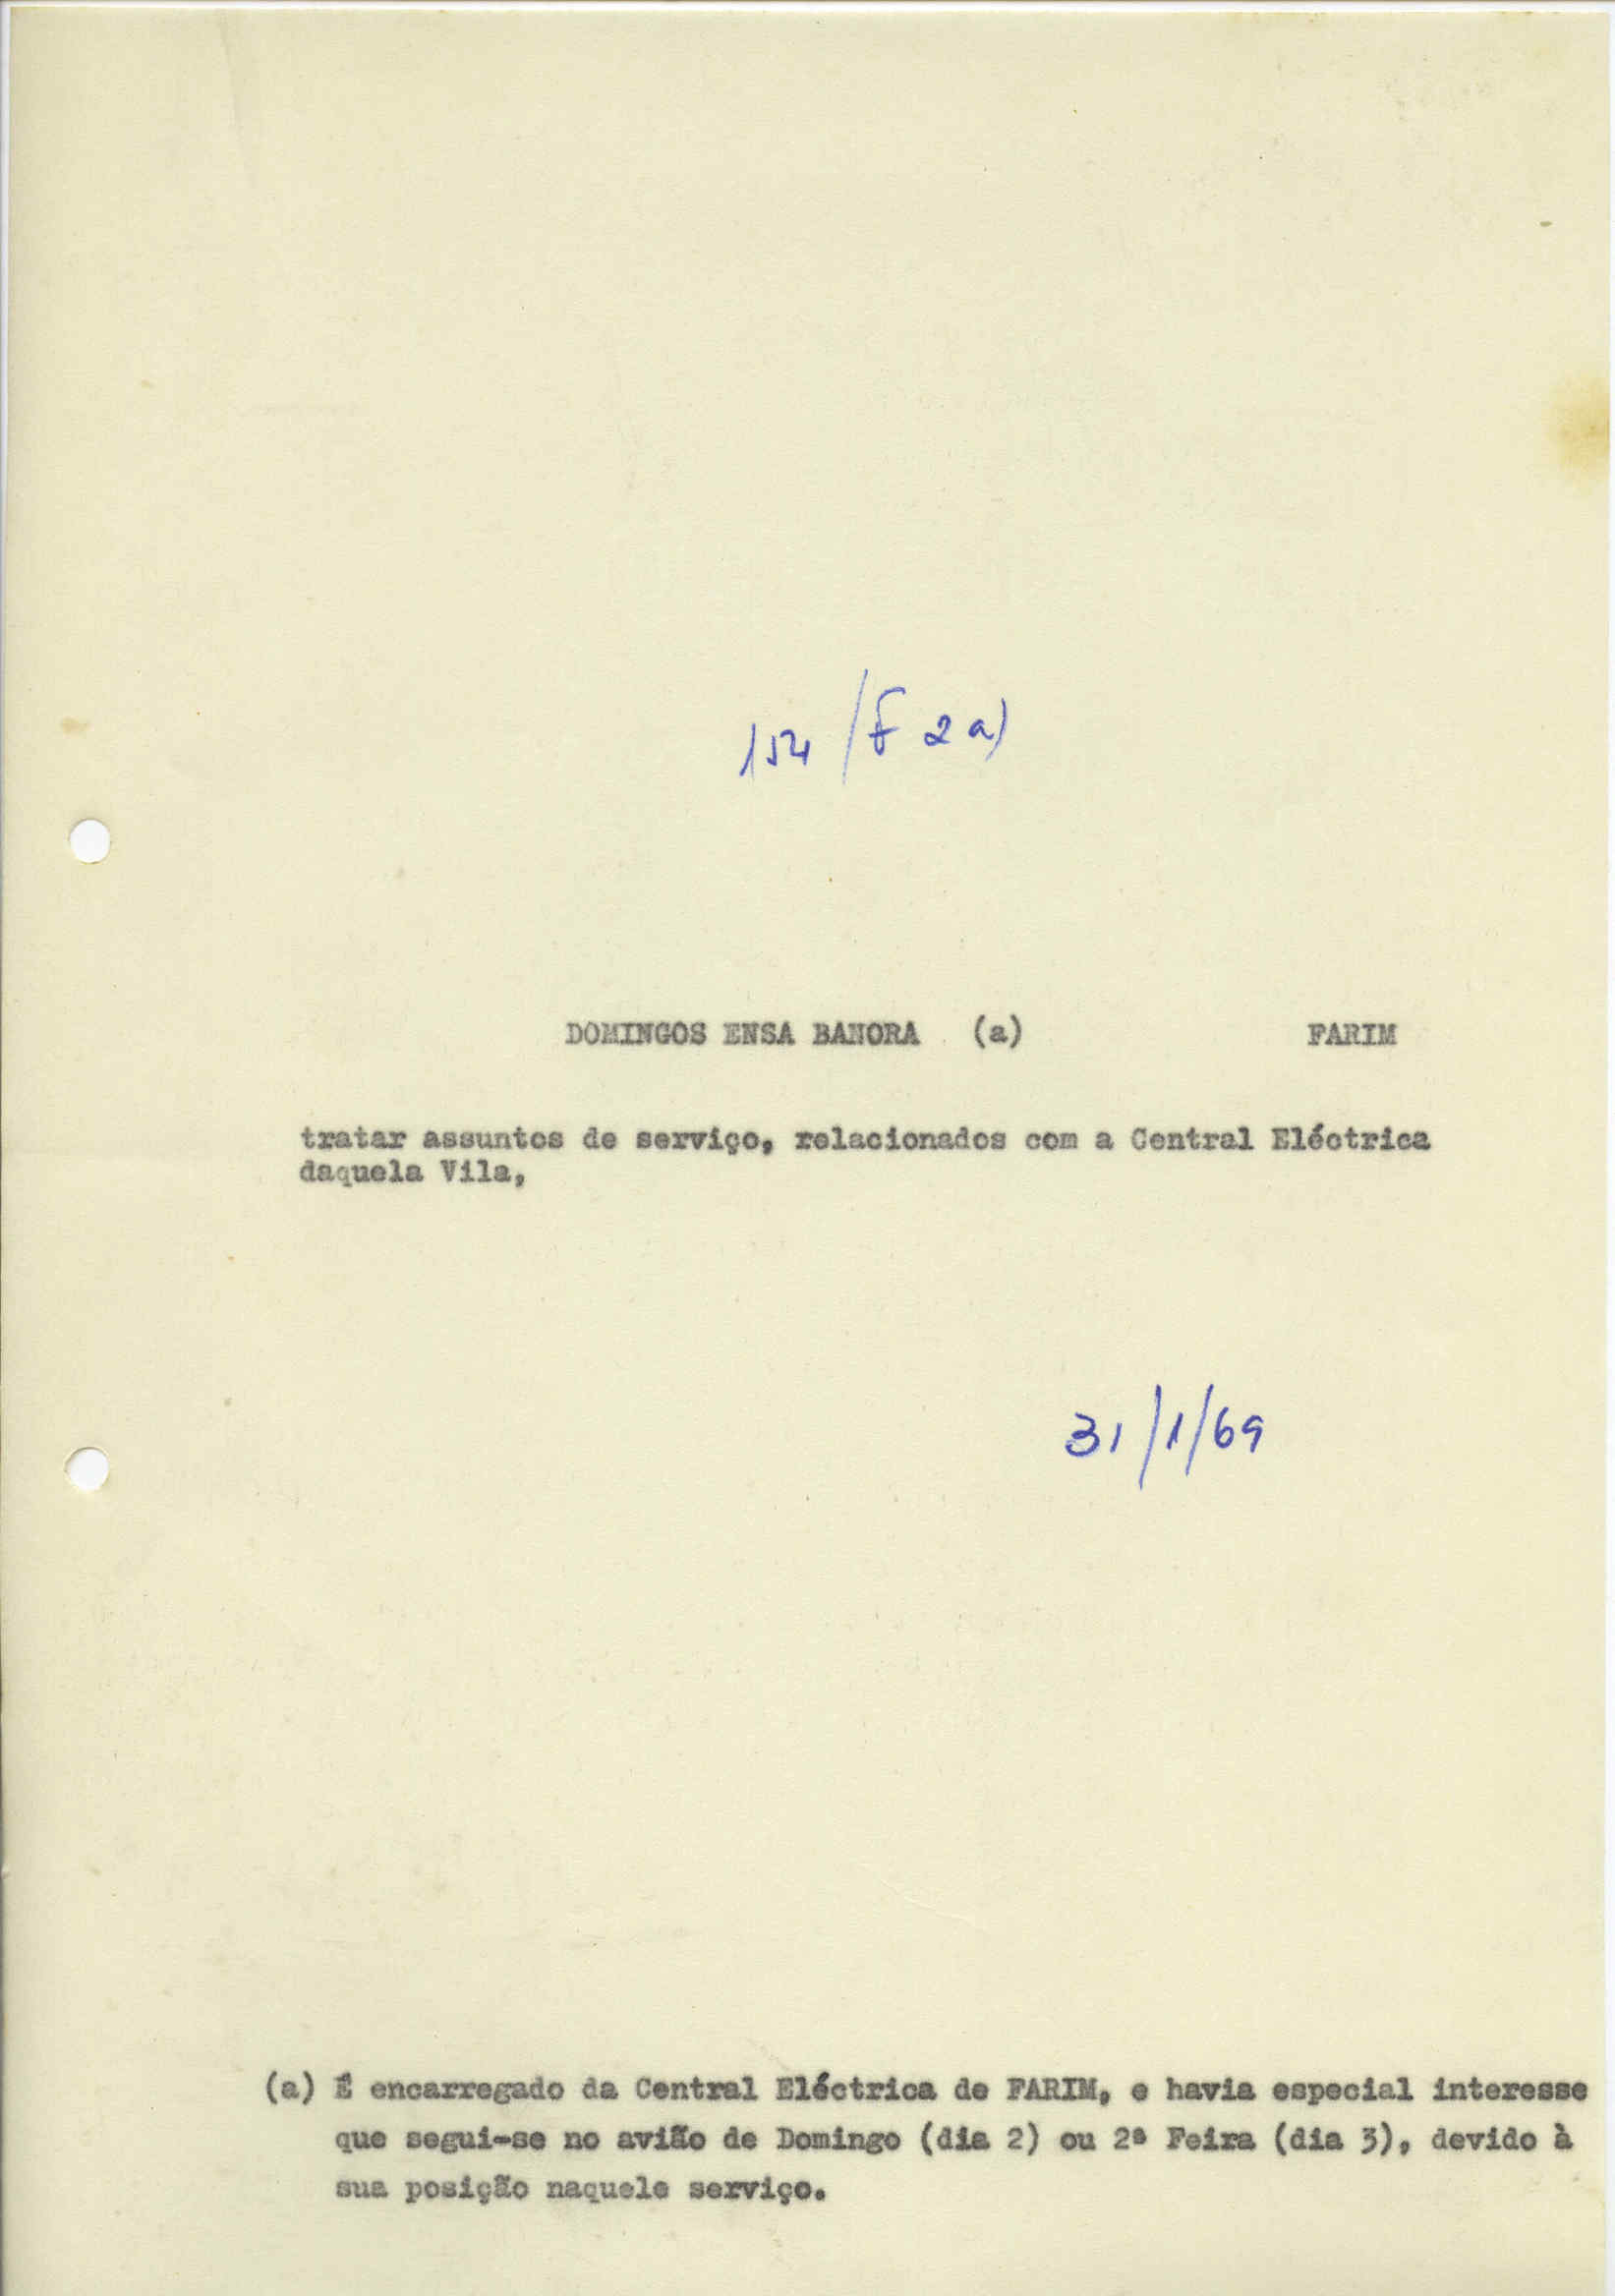 154/F 2 a)
DOMINGOS ENSA BANORA (a) FARIM
tratar assuntos de serviço, relacionados com a Central Eléctrica
daquela Vila,
31/1/69
(a) É encarregado da Central Eléctrica de FARIM, e havia especial interesse
que segui-se no avião de Domingo (dia 2) ou 2ª Feira (dia 3), devido à
sua posição naquele serviço.